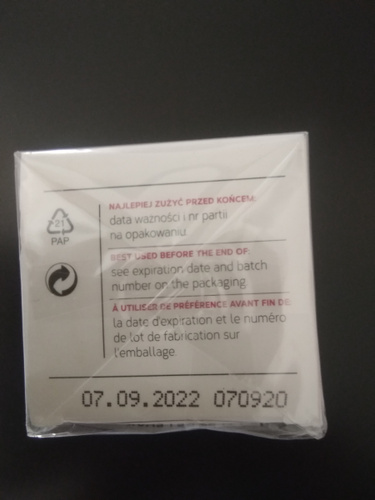 NAJLEPIEJ ZUŻYĆ PRZED KOŃCEM:
data ważności i nr partii
na opakowaniu
21
PAP
BEST USED BEFORE THE END OF:
see expiration date and batch
number on the packaging
À UTILISER DE PRÉFÉRENCE AVANT FIN DE
la date d'expiration et le numéro
de lot de fabrication sur
l'emballage
07.09.2022 070920